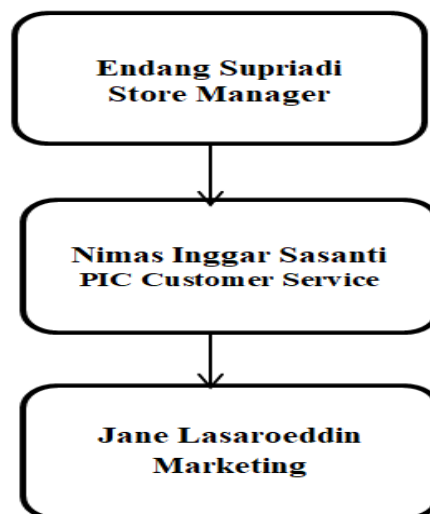 Endang Supriadi
Store Manager
Nimas Inggar Sasanti
PIC Customer Service
Jane Lasaroeddin
Marketing